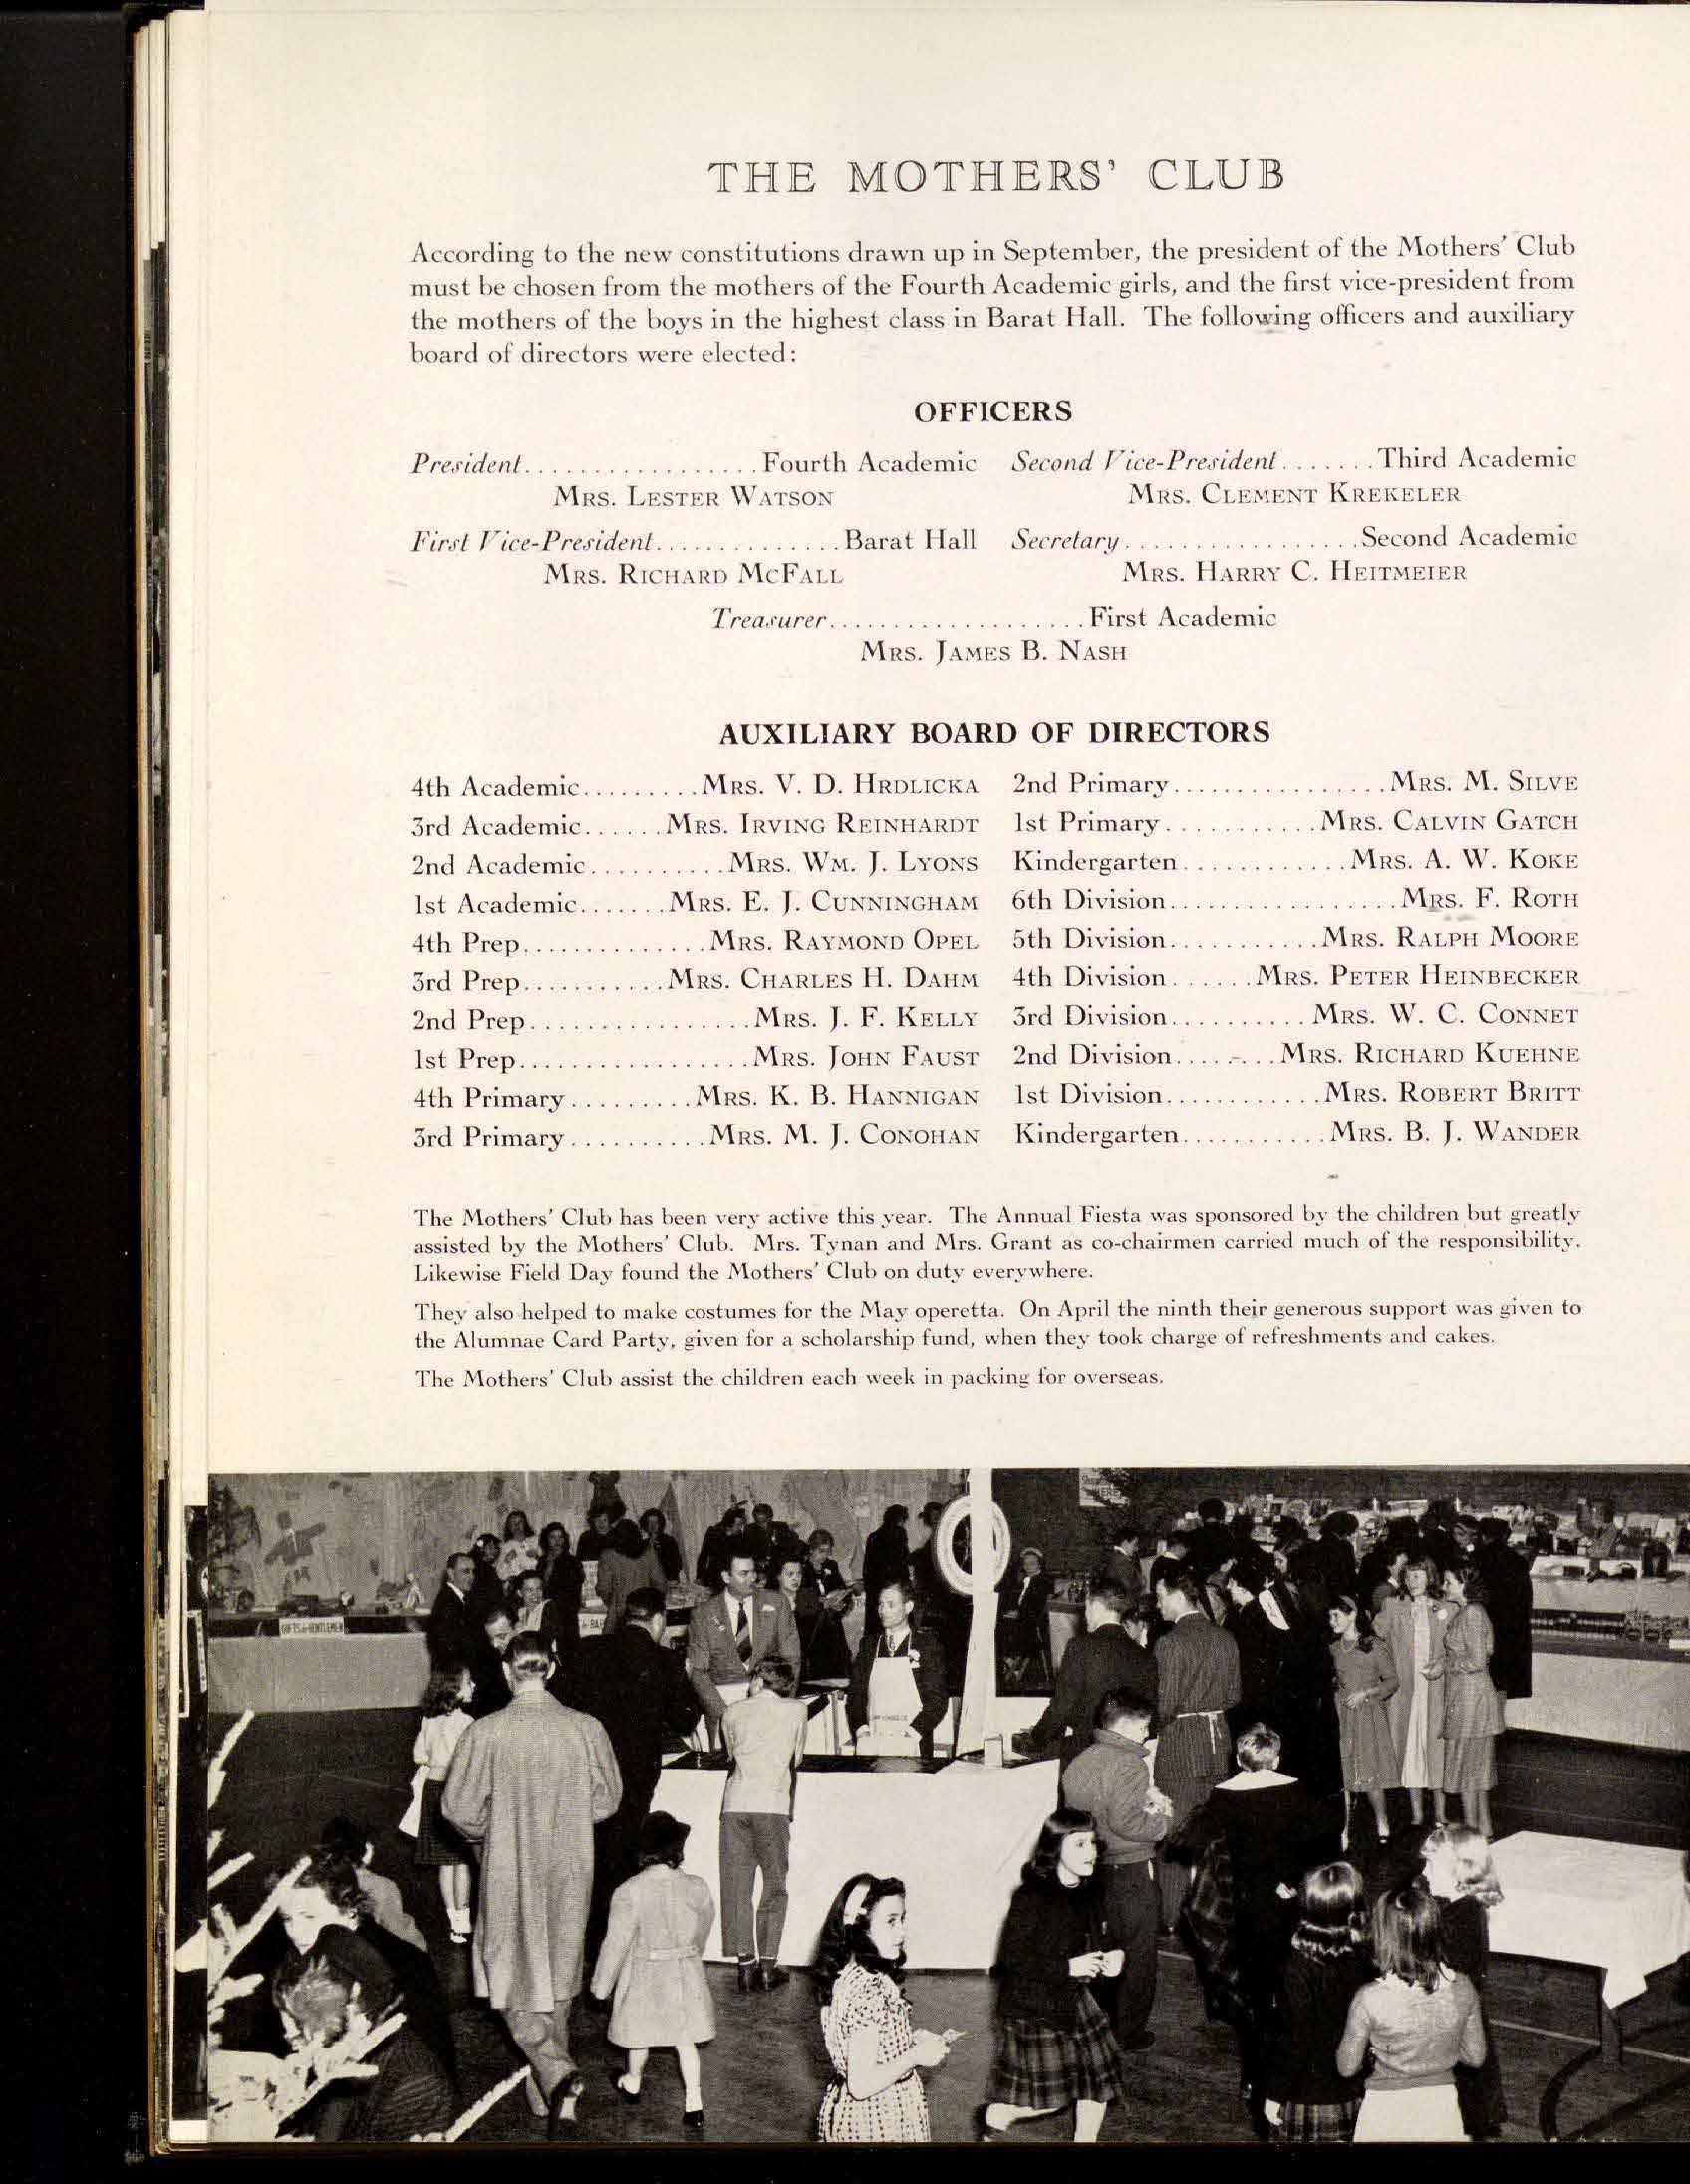 THE MOTHERS' CLUB
According to the new constitutions drawn up in September, the president of the Mothers' Club
must be chosen from the mothers of the Fourth Academic girls, and the first vice-president from
the mothers of the boys in the highest class in Barat Hall. The following officers and auxiliary
board of directors were elected:
OFFICERS
President................. Fourth Academic
MRS. LESTER WATSON
First Vice-President.............. Barat Hall
MRS. RICHARD MCFALL
Second Vice-President....... Third Academic
MRS. CLEMENT KREKELER
Secretary................. Second Academic
MRS. HARRY C. HEITMEIER
Treasurer................... First Academic
MRS. JAMES B. NASH
AUXILIARY BOARD OF DIRECTORS
4th Academic......... MRS. V. D. HRDLICKA
3rd Academic...... MRS. IRVING REINHARDT
2nd Academic.......... MRS. WM. J. LYONS
1st Academic....... MRS. E. J. CUNNINGHAM
4th Prep.............. MRS. RAYMOND OPEL
3rd Prep........... MRS. CHARLES H. DAHM
2nd Prep................. MRS. J. F. KELLY
1st Prep.................. MRS. JOHN FAUST
4th Primary.......... MRS. K. B. HANNIGAN
3rd Primary........... MRS. M. J. CONOHAN
2nd Primary................. MRS. M. SILVE
1st Primary............ MRS. CALVIN GATCH
Kindergarten............. MRS. A. W. KOKE
6th Division.................. MRS. F. ROTH
5th Division............ MRS. RALPH MOORE
4th Division....... MRS. PETER HEINBECKER
3rd Division........... MRS. W. C. CONNET
2nd Division........ MRS. RICHARD KUEHNE
1st Division............ MRS. ROBERT BRITT
Kindergarten........... MRS. B. J. WANDER
The Mothers' Club has been very active this year. The Annual Fiesta was sponsored by the children but greatly
assisted by the Mothers' Club. Mrs. Tynan and Mrs. Grant as co-chairmen carried much of the responsibility.
Likewise Field Day found the Mothers' Club on duty everywhere.
They also helped to make costumes for the May operetta. On April the ninth their generous support was given to
the Alumnae Card Party, given for a scholarship fund, when they took charge of refreshments and cakes.
The Mothers' Club assist the children each week in packing for overseas.
GIFTS for GENTLEMEN